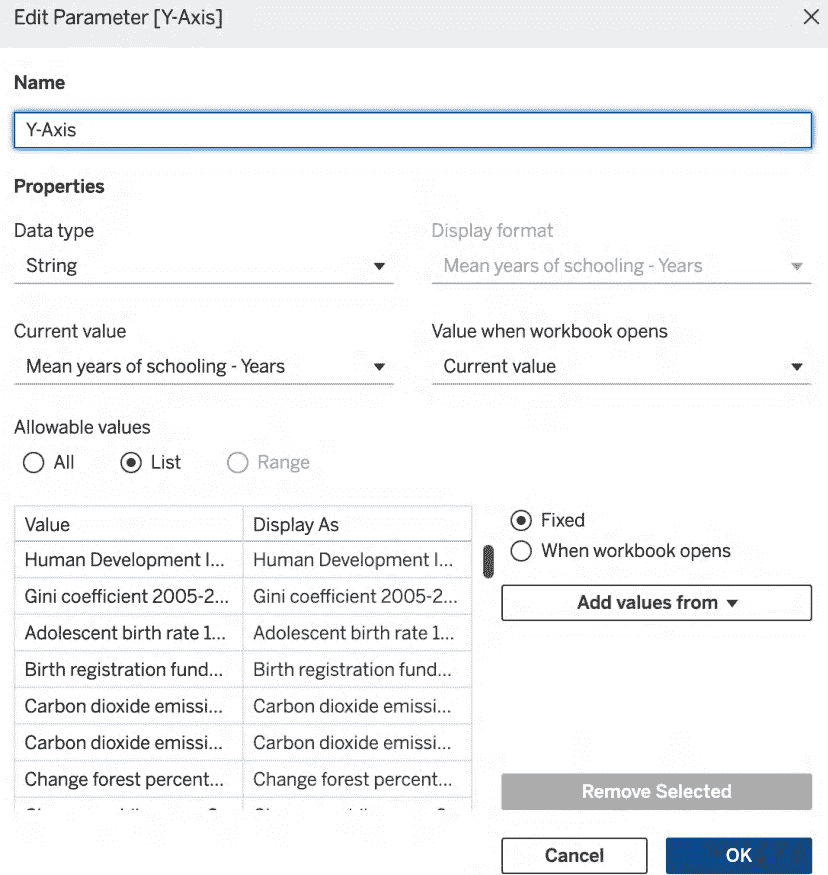 Edit Parameter [Y-Axis]
Name
Y-Axis
Properties
Data type Display format
String Mean years of schooling - Years
Current value Value when workbook opens
Mean years of schooling - Years Current value
Allowable values
All List Range
Value Display As Fixed
Human Development I... Human Development I... When workbook opens
Gini coefficient 2005-2... Gini coefficient 2005-2... Add values from
Adolescent birth rate 1... Adolescent birth rate 1...
Birth registration fund... Birth registration fund...
Carbon dioxide emissi... Carbon dioxide emissi...
Carbon dioxide emissi... Carbon dioxide emissi...
Change forest percent... Change forest percent...
Remove Selected
Cancel OK